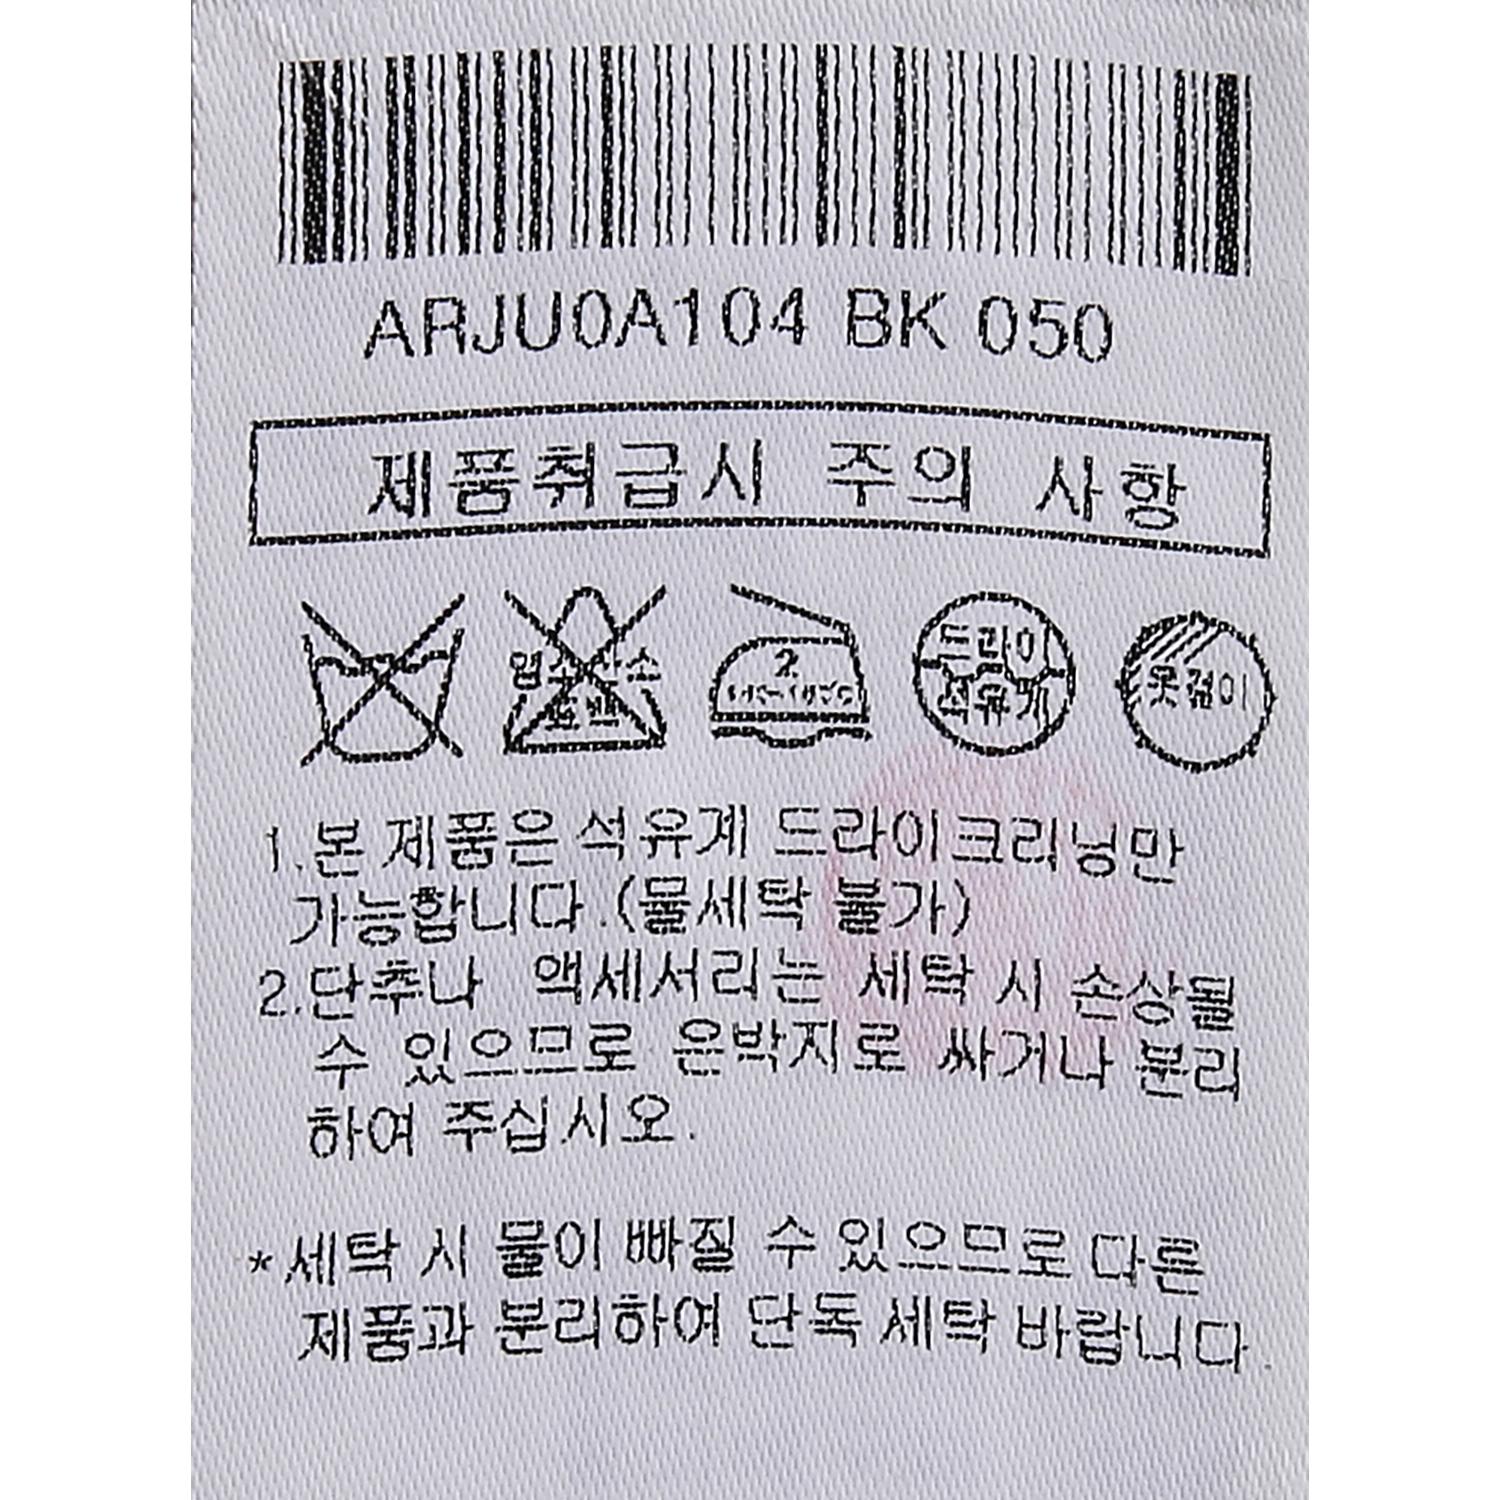 ARJU0A104 BK 050
제품취급시 주의 사항
2
드라이
석유계
옷걸이
1.본 제품은 석유계 드라이크리닝만
가능합니다.(물세탁 불가)
2.단추나 액세서리는 세탁 시 손상될
수 있으므로 은박지로 싸거나 분리
하여 주십시오.
*세탁 시 물이 빠질 수 있으므로 다른
제품과 분리하여 단독 세탁 바랍니다.